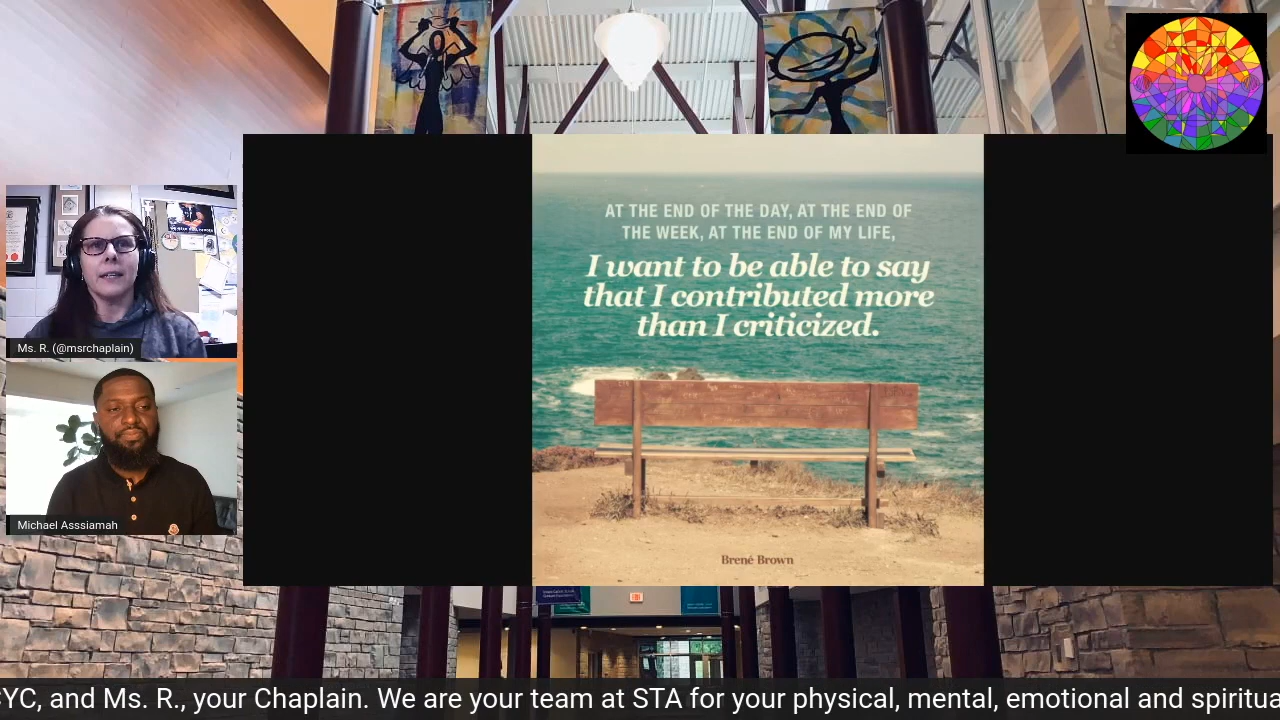 AT THE END OF THE DAY, AT THE END OF
THE WEEK, AT THE END OF MY LIFE,
I want to be able to say
that I contributed more
than I criticized.
Brené Brown
Ms. R. (@msrchaplain)
Michael Asssiamah
EXIT
YC, and Ms. R., your Chaplain. We are your team at STA for your physical, mental, emotional and spiritua